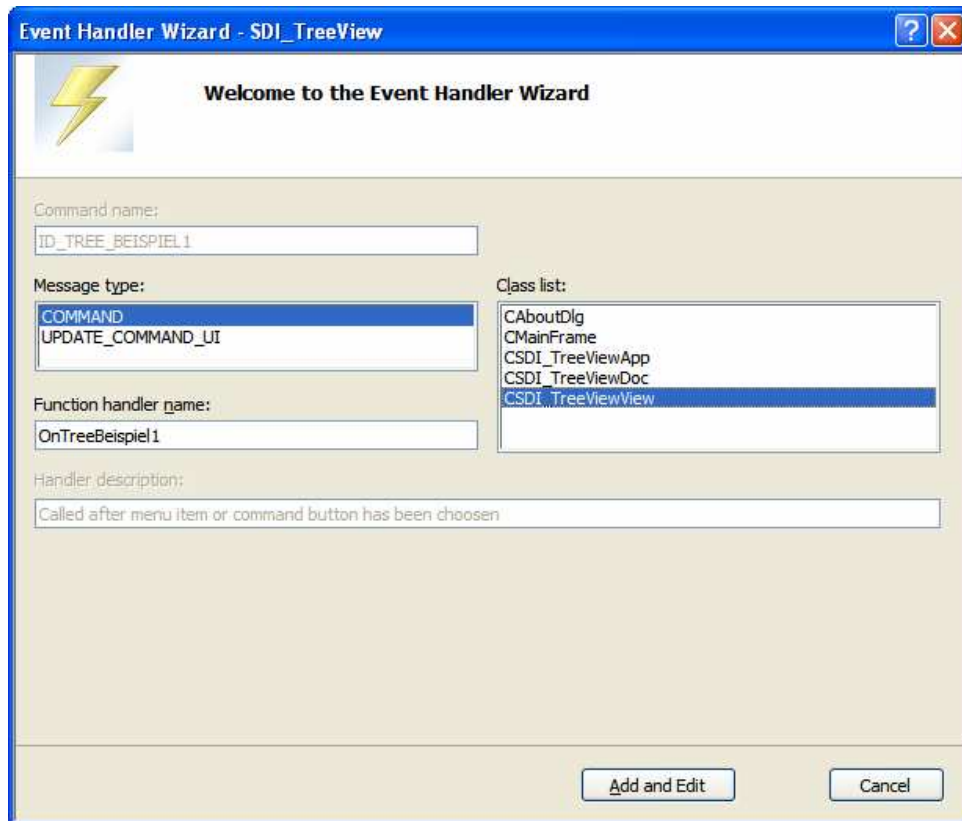 Event Handler Wizard - SDI_TreeView
Welcome to the Event Handler Wizard
Command name:
ID_TREE_BEISPIEL1
Message type:
COMMAND
UPDATE_COMMAND_UI
Class list:
CAboutDlg
CMainFrame
CSDI_TreeViewApp
CSDI_TreeViewDoc
CSDI_TreeViewView
Function handler name:
OnTreeBeispiel1
Handler description:
Called after menu item or command button has been choosen
Add and Edit
Cancel